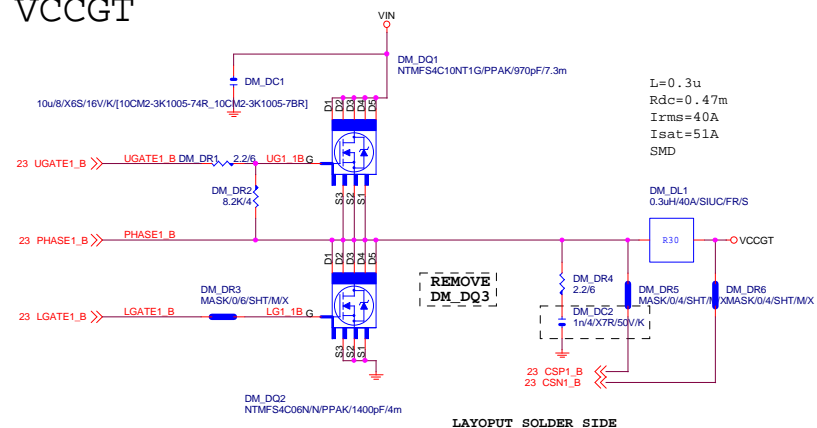 VCCGT
VIN
DM_DQ1
NTMFS4C10NT1G/PPAK/970pF/7.3m
DM_DC1
10u/8/X6S/16V/K/[10CM2-3K1005-74R_10CM2-3K1005-7BR]
D1 D2 D3 D4 D5
L=0.3u
Rdc=0.47m
Irms=40A
Isat=51A
SMD
23 UGATE1_B UGATE1_B DM_DR1 2.2/6 UG1_1B G
DM_DR2
8.2K/4
S3 S2 S1
DM_DL1
0.3uH/40A/SIUC/FR/S
23 PHASE1_B PHASE1_B
R30
VCCGT
D1 D2 D3 D4 D5
REMOVE
DM_DQ3
DM_DR4
2.2/6
DM_DR3
MASK/0/6/SHT/M/X
DM_DR5
MASK/0/4/SHT/M/X
DM_DR6
MASK/0/4/SHT/M/X
23 LGATE1_B LGATE1_B LG1_1B G
DM_DC2
1n/4/X7R/50V/K
S3 S2 S1
23 CSP1_B
23 CSN1_B
DM_DQ2
NTMFS4C06N/N/PPAK/1400pF/4m
LAYOPUT SOLDER SIDE